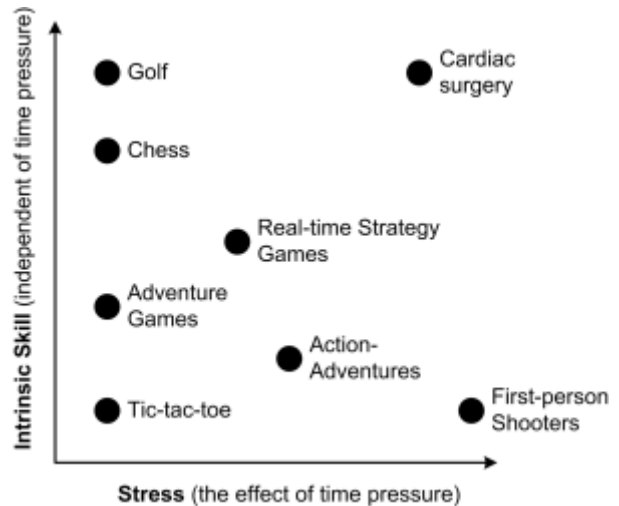 Intrinsic Skill (independent of time pressure)
Golf
Cardiac
surgery
Chess
Real-time Strategy
Games
Adventure
Games
Action-
Adventures
Tic-tac-toe
First-person
Shooters
Stress (the effect of time pressure)